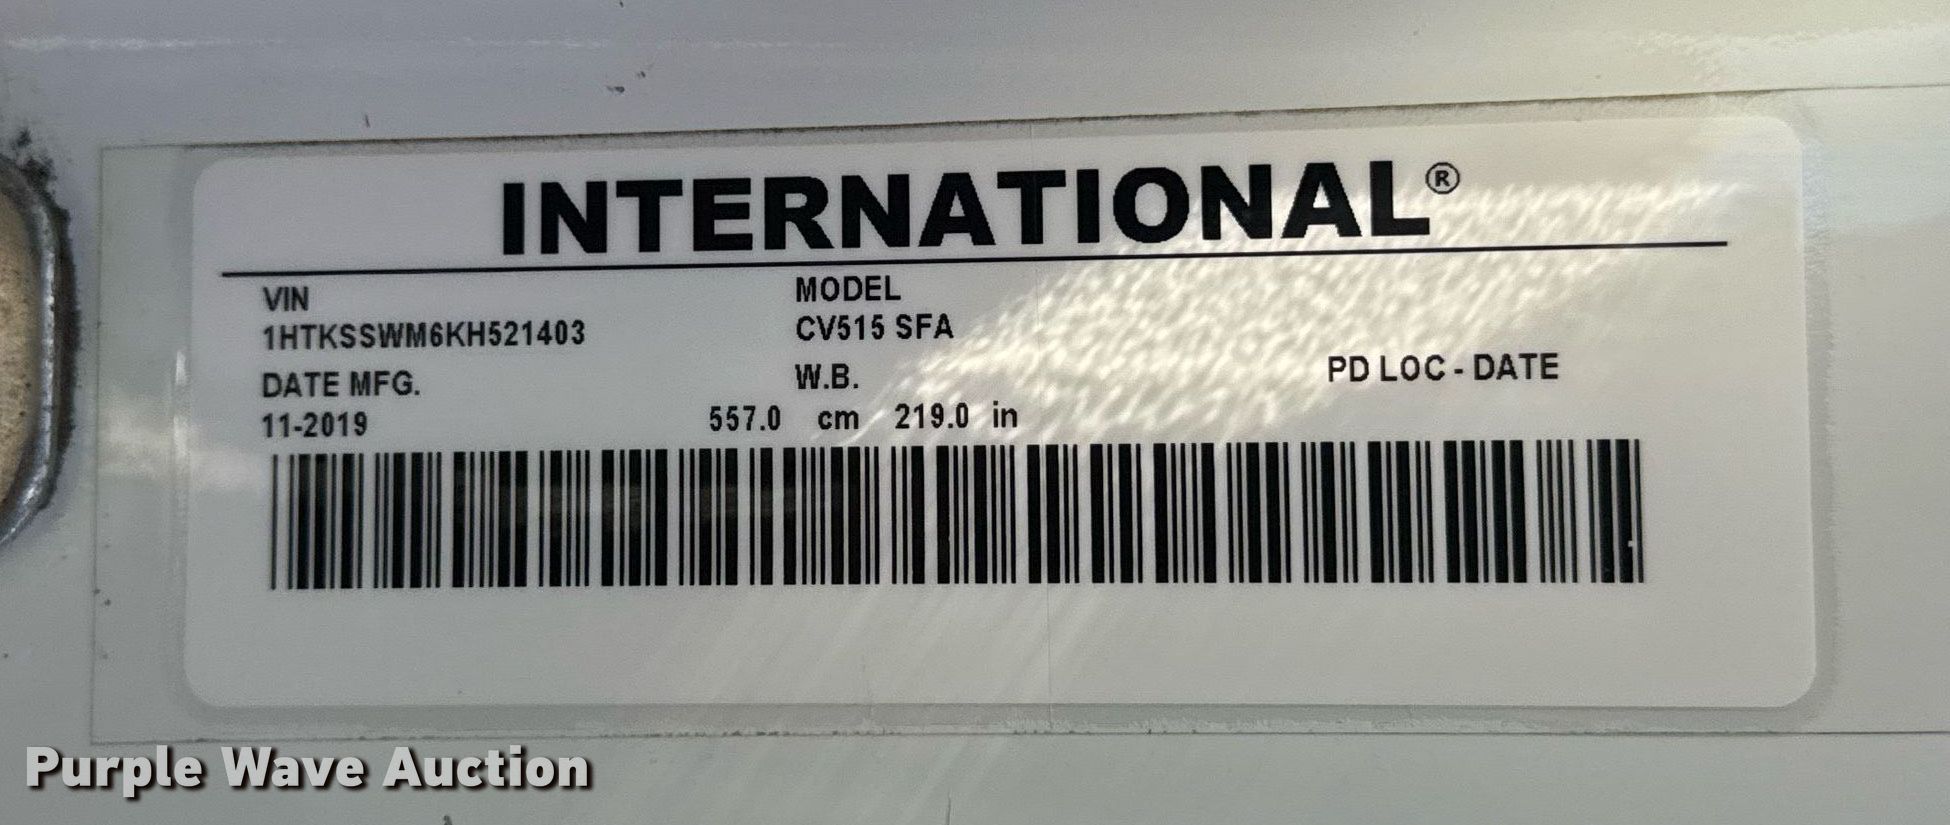 INTERNATIONAL®
VIN
1HTKSSWM6KH521403
DATE MFG.
11-2019
MODEL
CV515 SFA
W.B.
557.0 cm 219.0 in
PD LOC - DATE
Purple Wave Auction